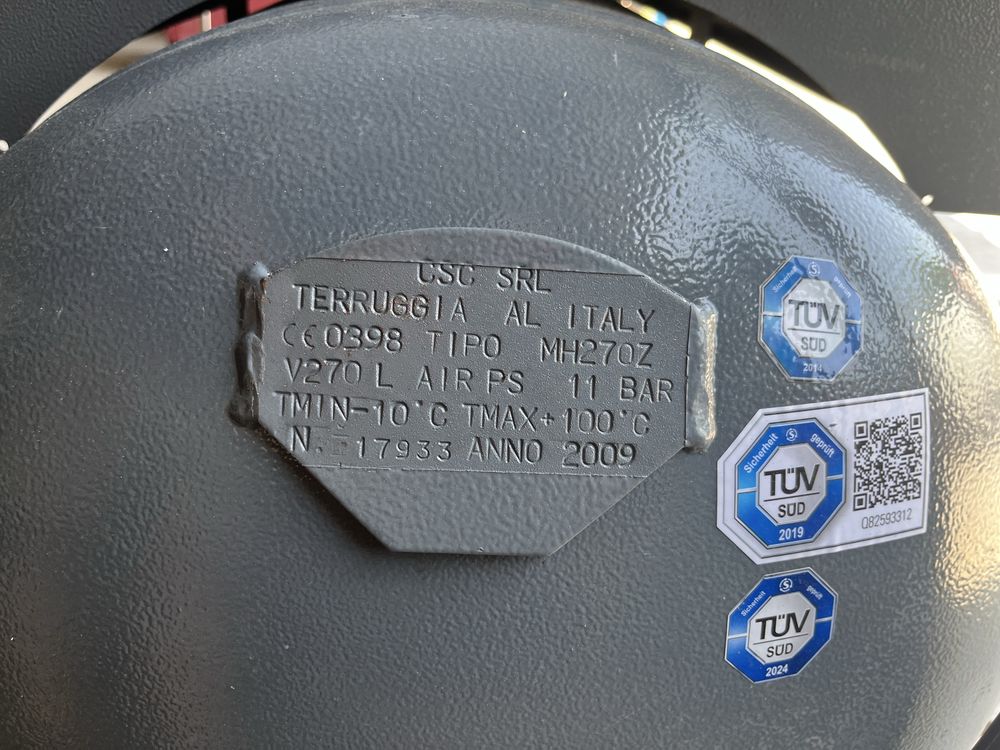 CSC SRL
TERRUGGIA AL ITALY
CE0398 TIPO MH270Z
V270 L AIR PS 11 BAR
TMIN-10°C TMAX+100°C
N.-17933 ANNO 2009
Sicherheit geprüft
TÜV
SÜD
2014
Sicherheit geprüft
TÜV
SÜD
2019
Q82593312
Sicherheit geprüft
TÜV
SÜD
2024